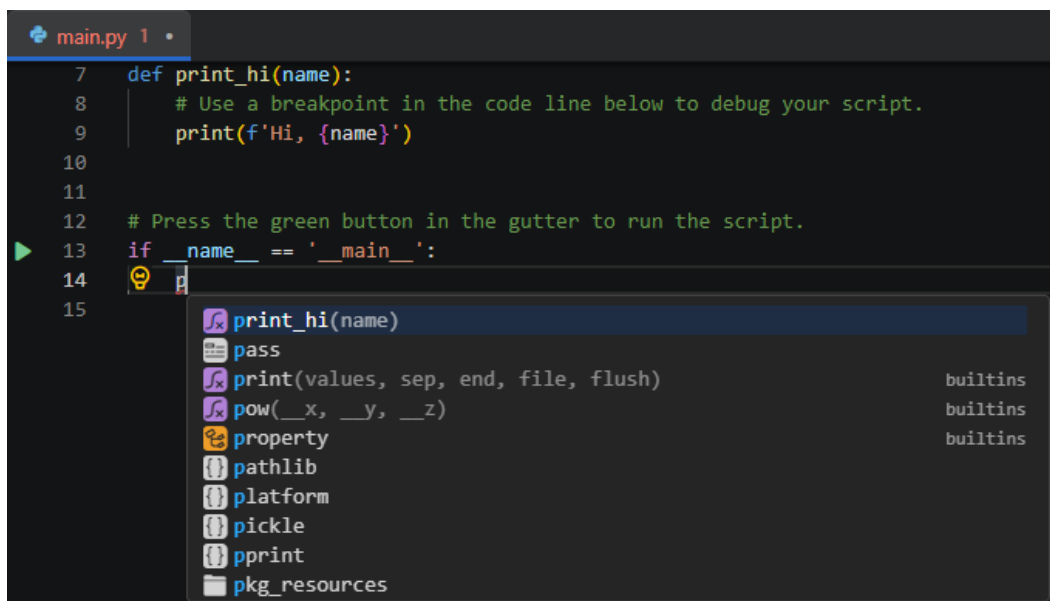 main.py 1
7 def print_hi(name):
8 # Use a breakpoint in the code line below to debug your script.
9 print(f'Hi, {name}')
10
11
12 # Press the green button in the gutter to run the script.
13 if __name__ == '__main__':
14 p
15
print_hi(name)
pass
print(values, sep, end, file, flush) builtins
pow(__x, __y, __z) builtins
property builtins
pathlib
platform
pickle
pprint
pkg_resources